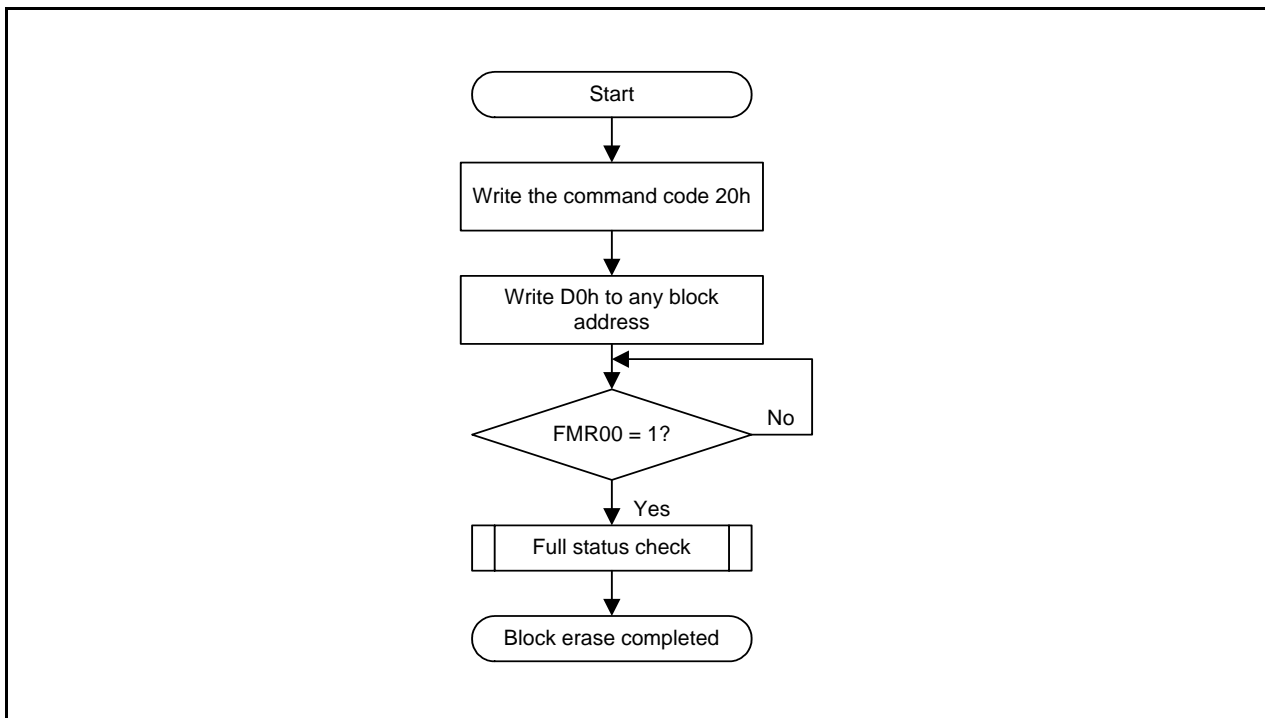 Start
Write the command code 20h
Write D0h to any block
address
FMR00 = 1?
No
Yes
Full status check
Block erase completed